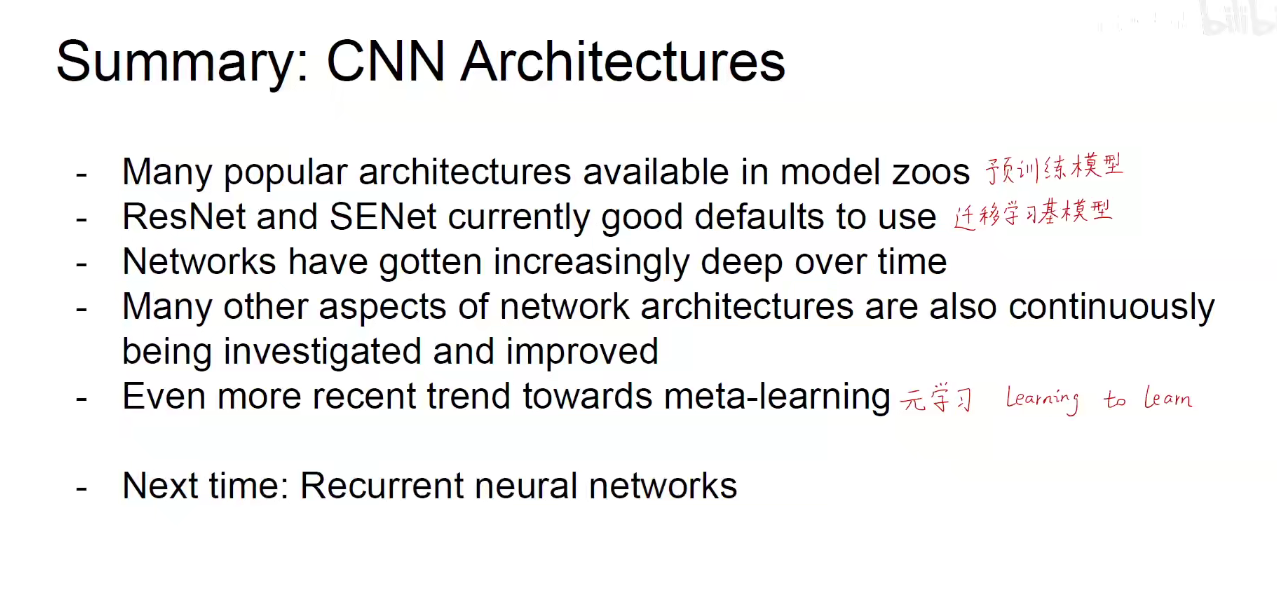 Summary: CNN Architectures
- Many popular architectures available in model zoos 预训练模型
- ResNet and SENet currently good defaults to use 迁移学习基模型
- Networks have gotten increasingly deep over time
- Many other aspects of network architectures are also continuously
being investigated and improved
- Even more recent trend towards meta-learning 元学习 Learning to learn
- Next time: Recurrent neural networks